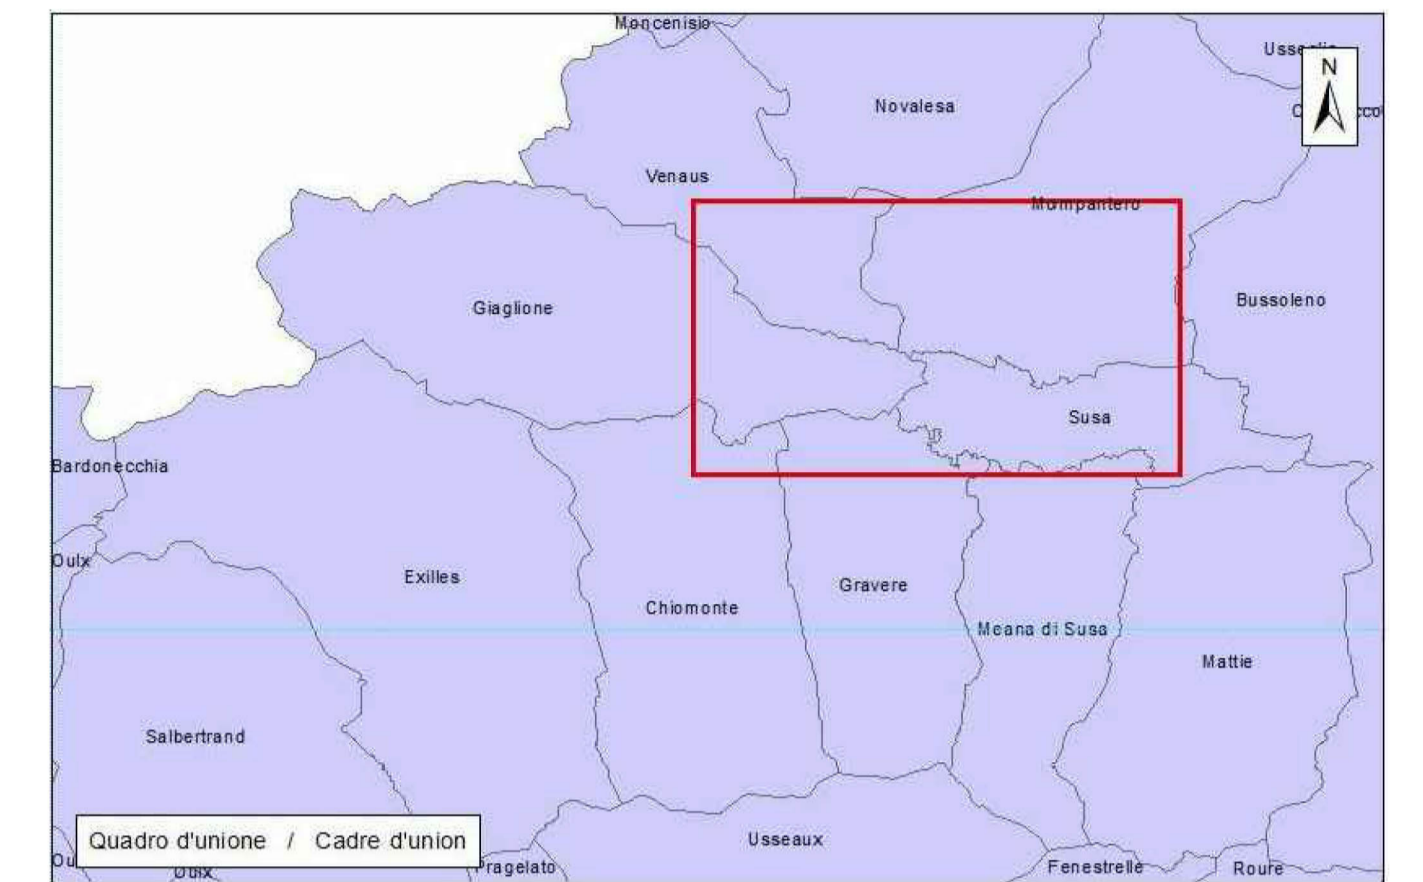 Moncenisio
N
Novalesa
Venaus
Mompantero
Giaglione
Bussoleno
Susa
Bardonecchia
Oulx
Exilles
Gravere
Chiomonte
Meana di Susa
Mattie
Salbertrand
Quadro d'unione / Cadre d'union
Usseaux
Pragelato
Fenestrelle
Roure
Oulx